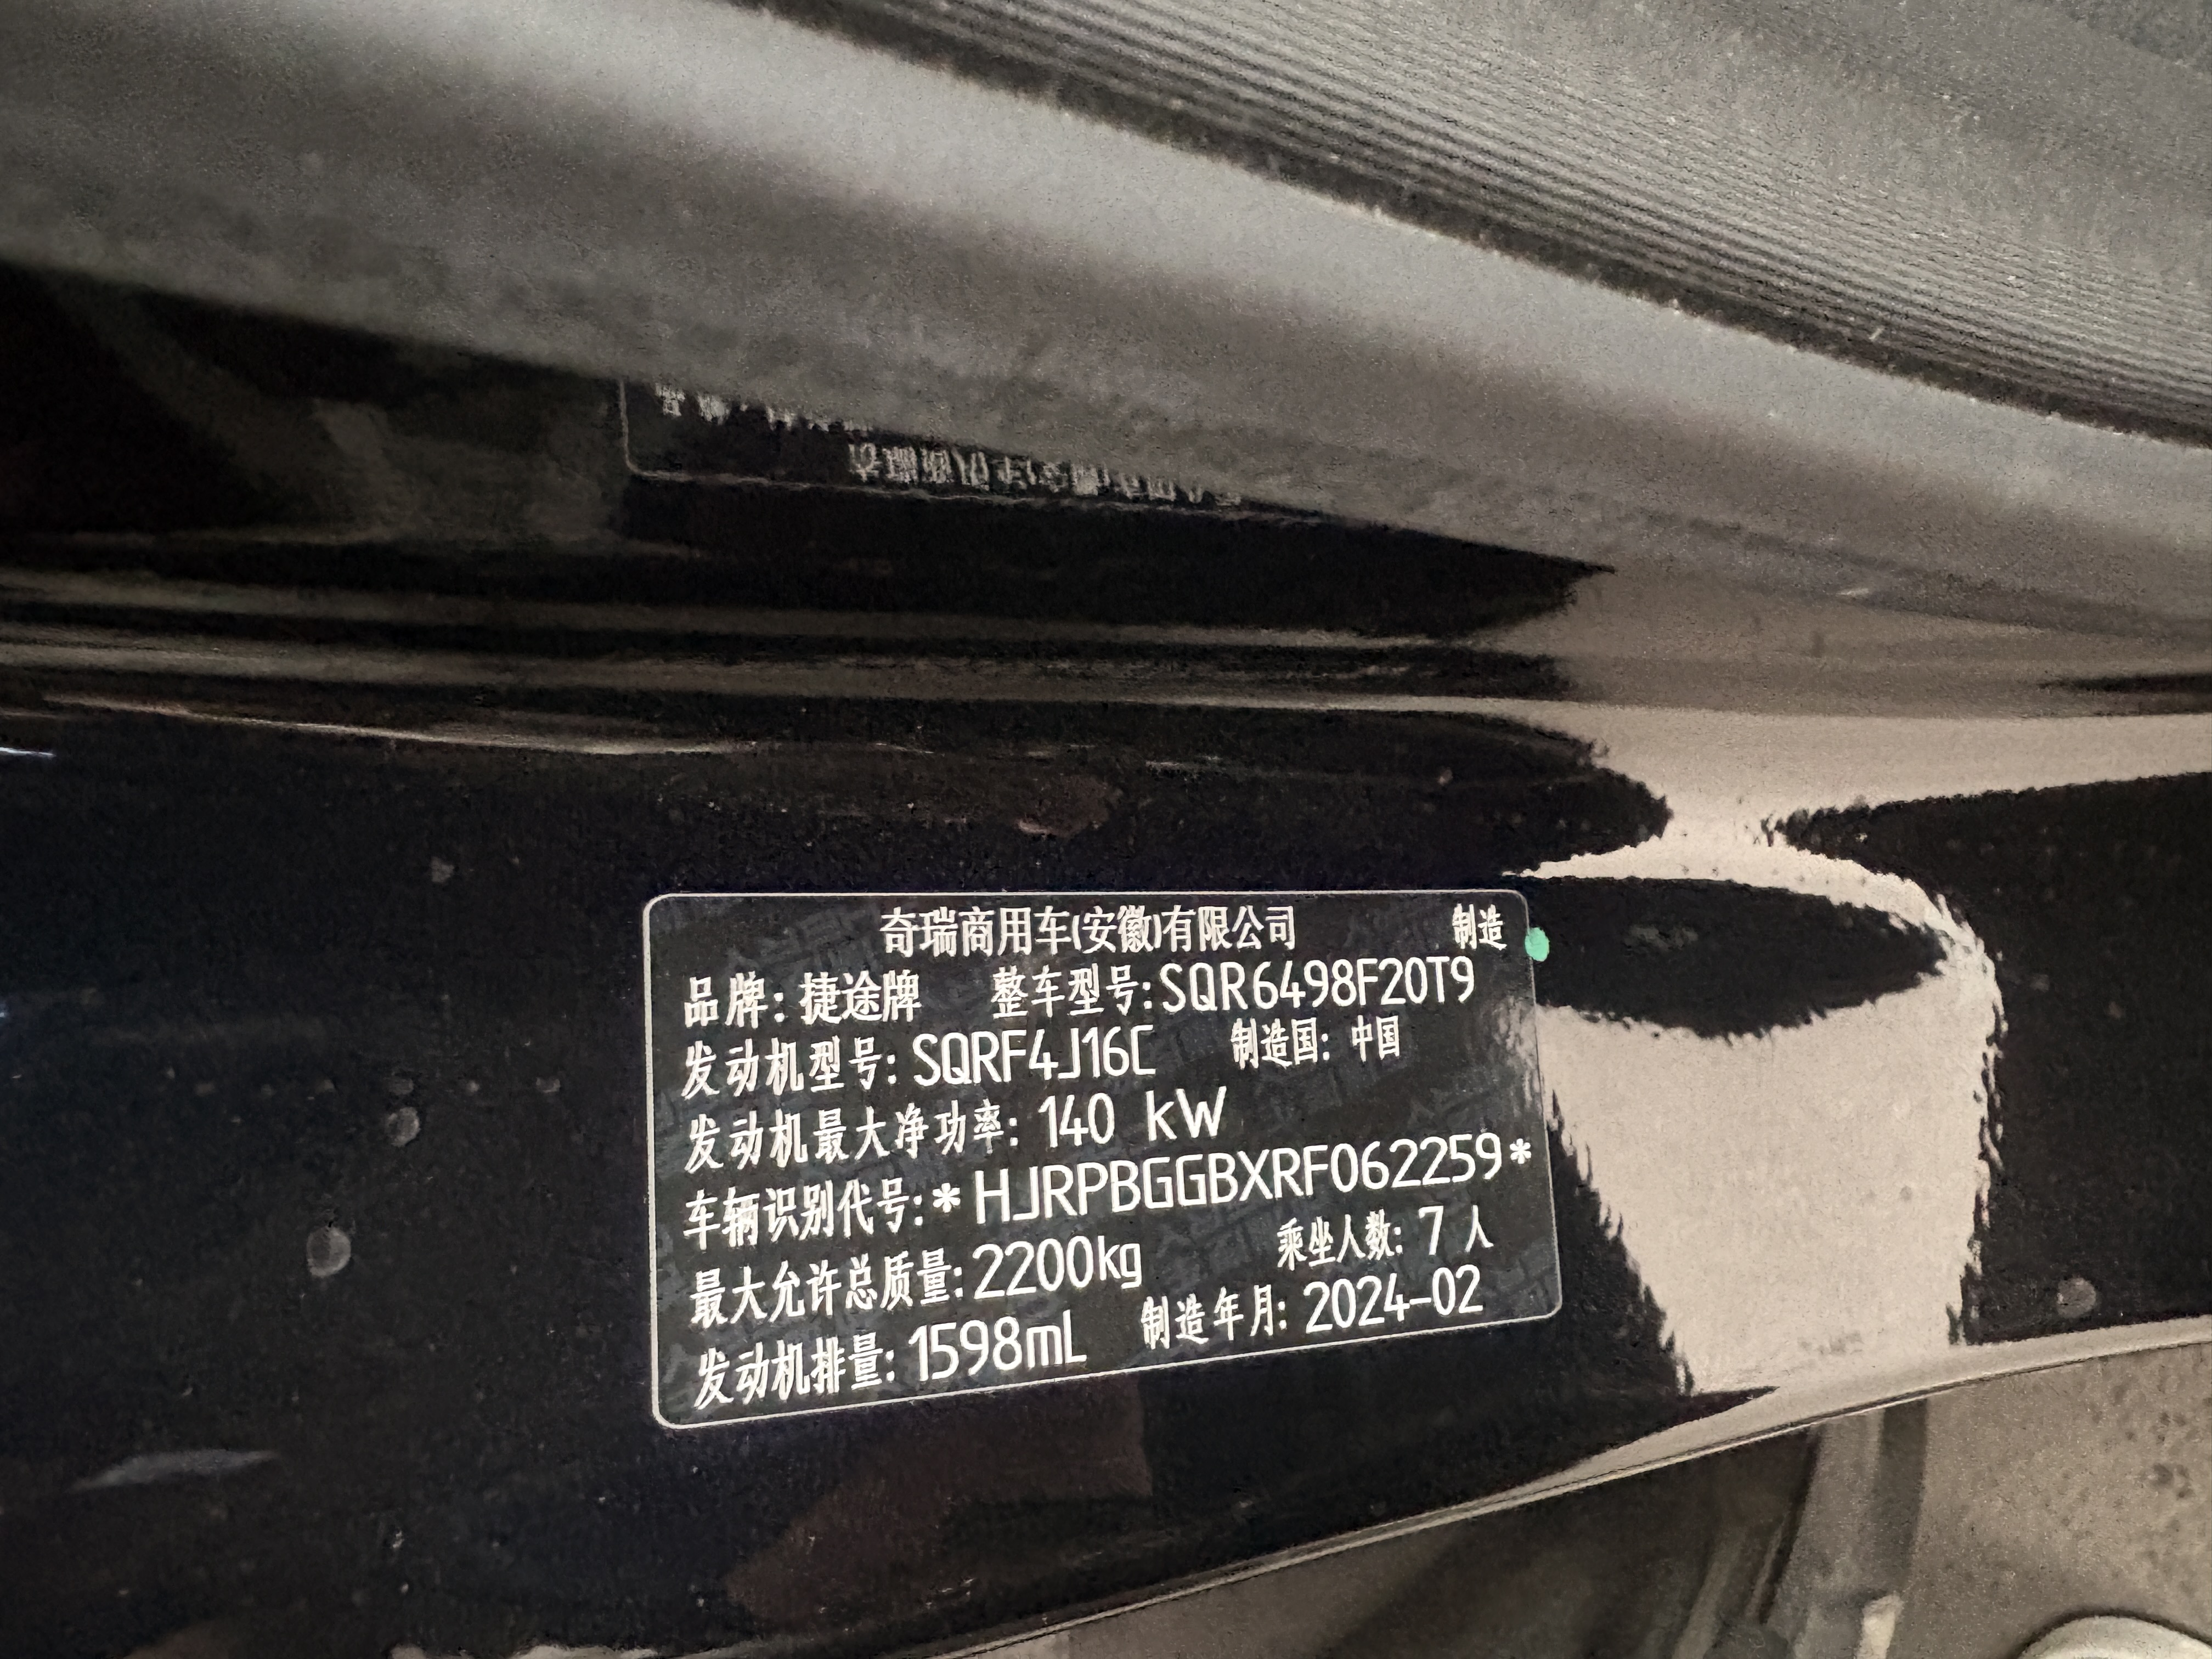 奇瑞商用车(安徽)有限公司 制造
品牌: 捷途牌 整车型号: SQR6498F20T9
发动机型号: SQRF4J16C 制造国: 中国
发动机最大净功率: 140 kW
车辆识别代号: * HJRPBGGBXRF062259*
最大允许总质量: 2200kg 乘坐人数: 7 人
发动机排量: 1598mL 制造年月: 2024-02